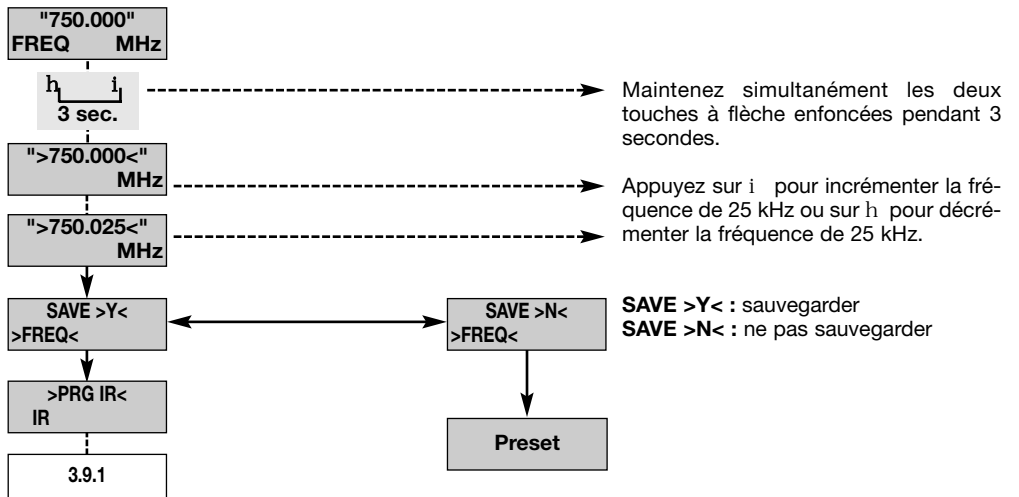 "750.000"
FREQ MHz
h i
3 sec.
Maintenez simultanément les deux
touches à flèche enfoncées pendant 3
secondes.
">750.000<"
MHz
Appuyez sur i pour incrémenter la fré-
quence de 25 kHz ou sur h pour décré-
menter la fréquence de 25 kHz.
">750.025<"
MHz
SAVE >Y<
>FREQ<
SAVE >N<
>FREQ<
SAVE >Y< : sauvegarder
SAVE >N< : ne pas sauvegarder
>PRG IR<
IR
Preset
3.9.1